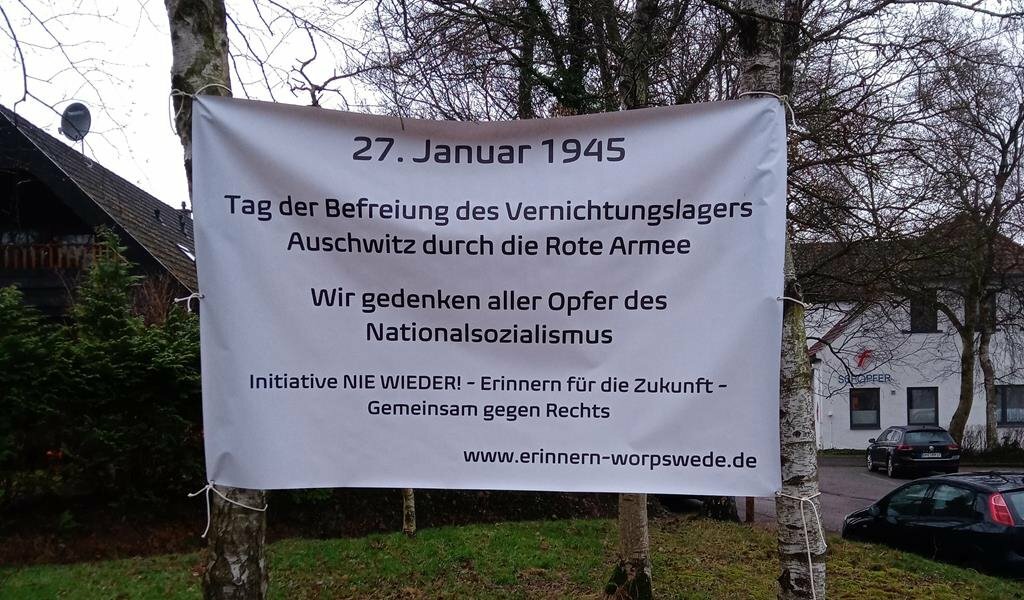 27. Januar 1945
Tag der Befreiung des Vernichtungslagers
Auschwitz durch die Rote Armee
Wir gedenken aller Opfer des
Nationalsozialismus
Initiative NIE WIEDER! - Erinnern für die Zukunft -
Gemeinsam gegen Rechts
www.erinnern-worpswede.de
SCHÖPFER